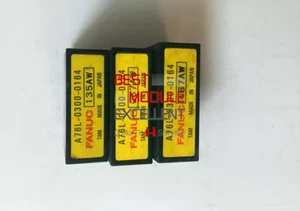 A76L-0300-0164
FANUC 135AW
TAM MADE IN JAPAN
A76L-0300-0164
FANUC
TAM MADE IN JAPAN
A76L-0300-0164
FANUC 7AW
TAM MADE IN JAPAN
BEST
EXCELLENT